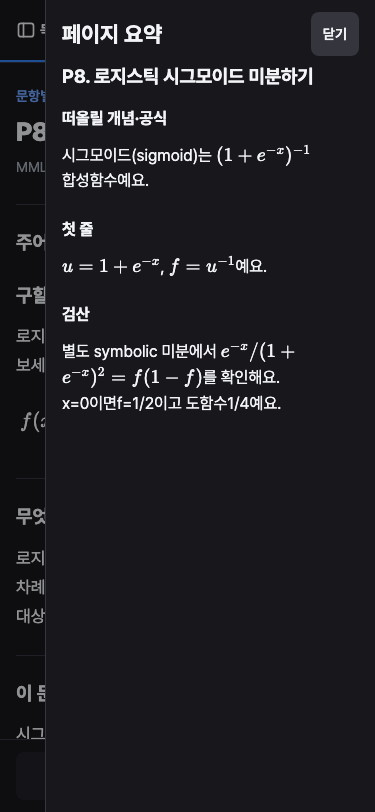 페이지 요약
닫기
P8. 로지스틱 시그모이드 미분하기
떠올릴 개념·공식
시그모이드(sigmoid)는 (1 + e^{-x})^{-1}
합성함수예요.
첫 줄
u = 1 + e^{-x}, f = u^{-1}예요.
검산
별도 symbolic 미분에서 e^{-x}/(1 +
e^{-x})^2 = f(1 − f)를 확인해요.
x=0이면f=1/2이고 도함수1/4예요.
문항
P8
MML
주어
구할
로지
보세
무엇
로지
차례
대상
이
시그